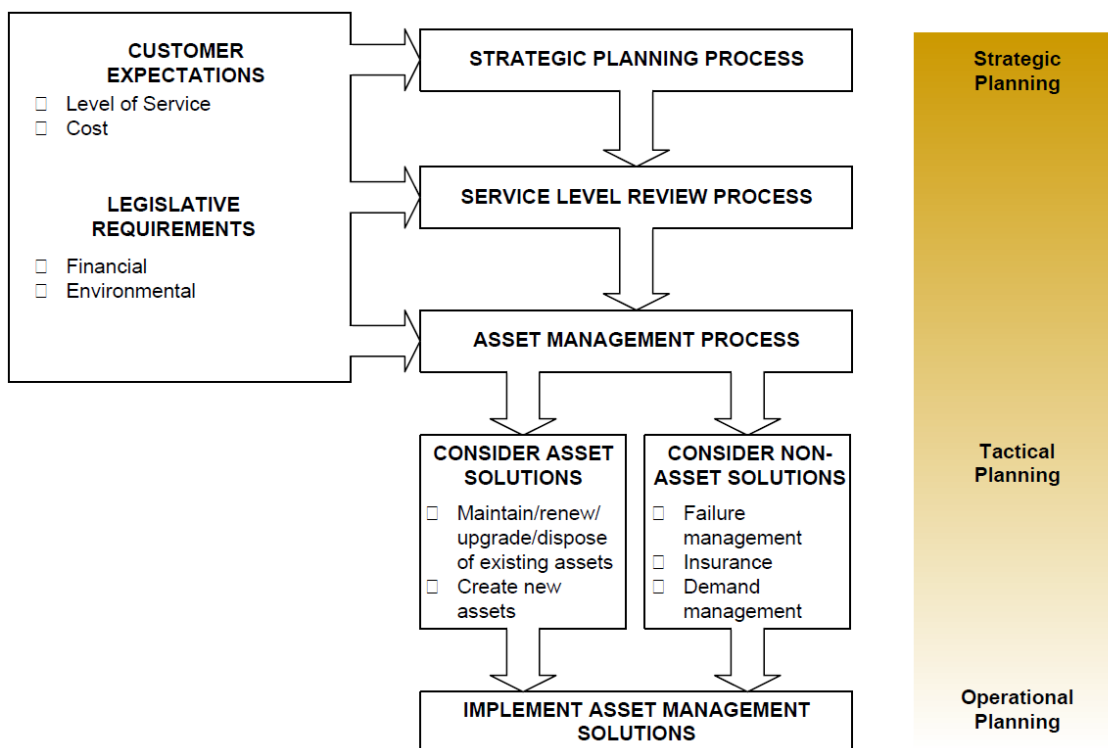 CUSTOMER
EXPECTATIONS
Level of Service
Cost
LEGISLATIVE
REQUIREMENTS
Financial
Environmental
STRATEGIC PLANNING PROCESS
SERVICE LEVEL REVIEW PROCESS
ASSET MANAGEMENT PROCESS
CONSIDER ASSET
SOLUTIONS
Maintain/renew/
upgrade/dispose
of existing assets
Create new
assets
CONSIDER NON-
ASSET SOLUTIONS
Failure
management
Insurance
Demand
management
IMPLEMENT ASSET MANAGEMENT
SOLUTIONS
Strategic
Planning
Tactical
Planning
Operational
Planning